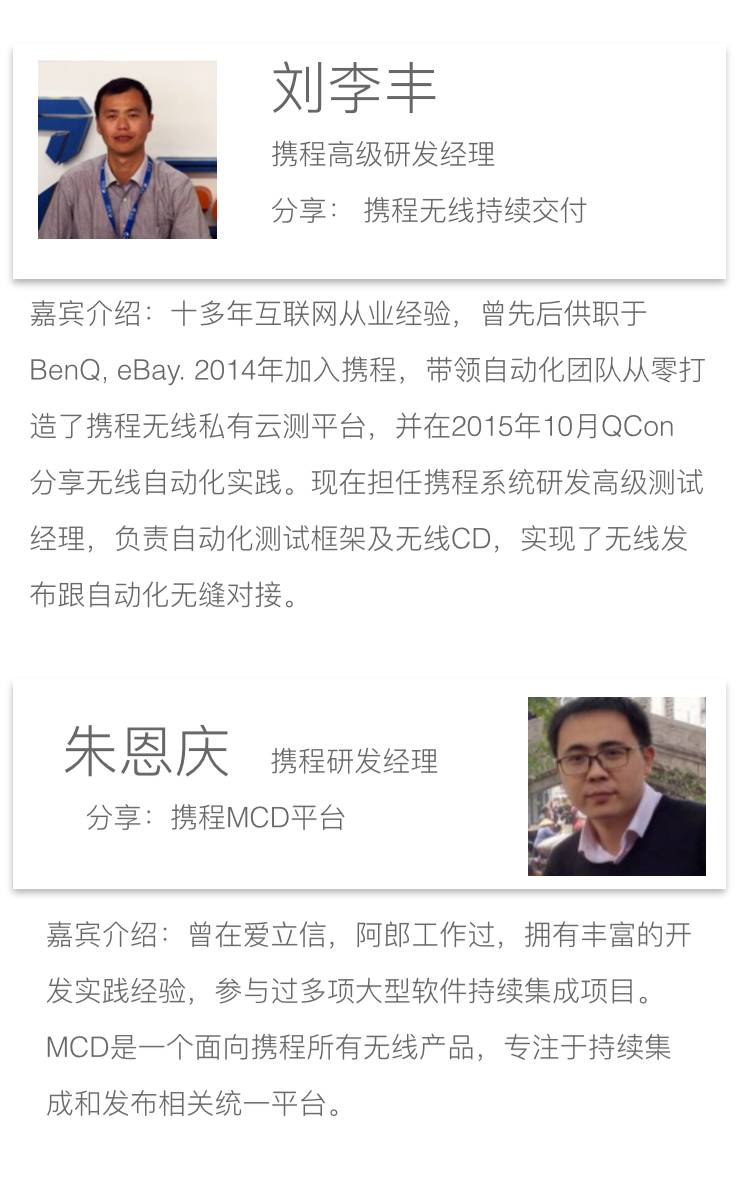 刘李丰
携程高级研发经理
分享： 携程无线持续交付
嘉宾介绍：十多年互联网从业经验，曾先后供职于
BenQ, eBay. 2014年加入携程，带领自动化团队从零打
造了携程无线私有云测平台，并在2015年10月QCon
分享无线自动化实践。现在担任携程系统研发高级测试
经理，负责自动化测试框架及无线CD，实现了无线发
布跟自动化无缝对接。
朱恩庆 携程研发经理
分享：携程MCD平台
嘉宾介绍：曾在爱立信，阿郎工作过，拥有丰富的开
发实践经验，参与过多项大型软件持续集成项目。
MCD是一个面向携程所有无线产品，专注于持续集
成和发布相关统一平台。